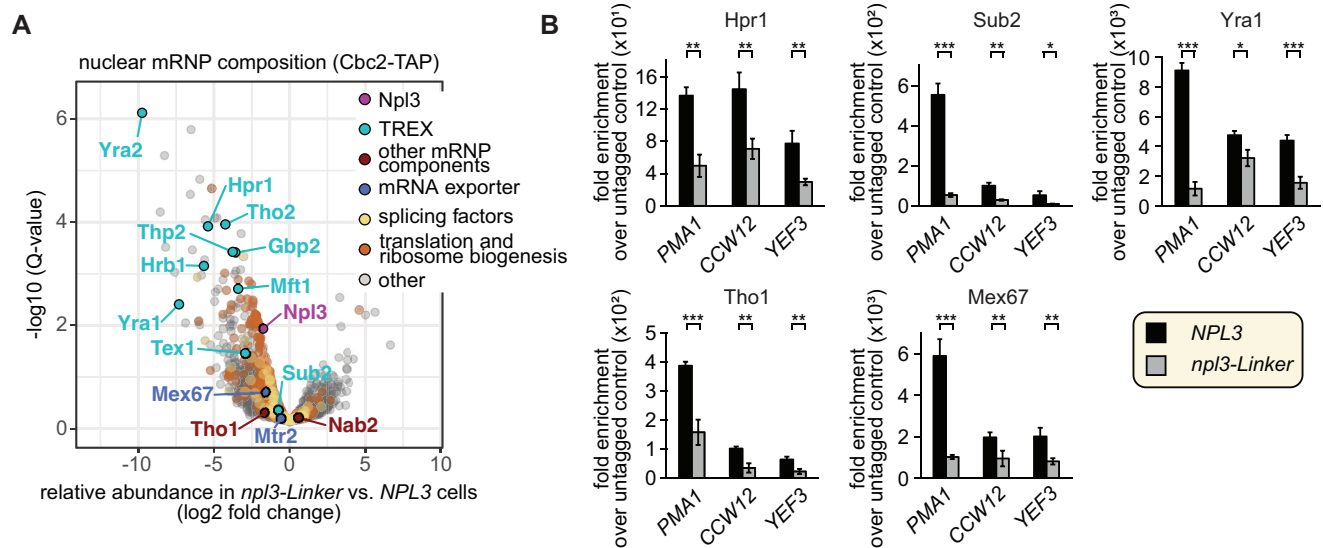 A
nuclear mRNP composition (Cbc2-TAP)
-log10 (Q-value)
6
4
2
0
-10
-5
0
5
10
relative abundance in npl3-Linker vs. NPL3 cells
(log2 fold change)
Yra2
Hpr1
Tho2
Thp2
Gbp2
Hrb1
Mft1
Yra1
Npl3
Tex1
Sub2
Mex67
Tho1
Mtr2
Nab2
Npl3
TREX
other mRNP
components
mRNA exporter
splicing factors
translation and
ribosome biogenesis
other
B
Hpr1
fold enrichment
over untagged control (x10¹)
16
12
8
4
0
**
**
**
PMA1
CCW12
YEF3
Sub2
fold enrichment
over untagged control (x10²)
6
4
2
0
***
**
*
PMA1
CCW12
YEF3
Yra1
fold enrichment
over untagged control (x10³)
10
8
6
4
2
0
***
*
***
PMA1
CCW12
YEF3
Tho1
fold enrichment
over untagged control (x10²)
5
4
3
2
1
0
***
**
**
PMA1
CCW12
YEF3
Mex67
fold enrichment
over untagged control (x10³)
6
4
2
0
***
**
**
PMA1
CCW12
YEF3
NPL3
npl3-Linker